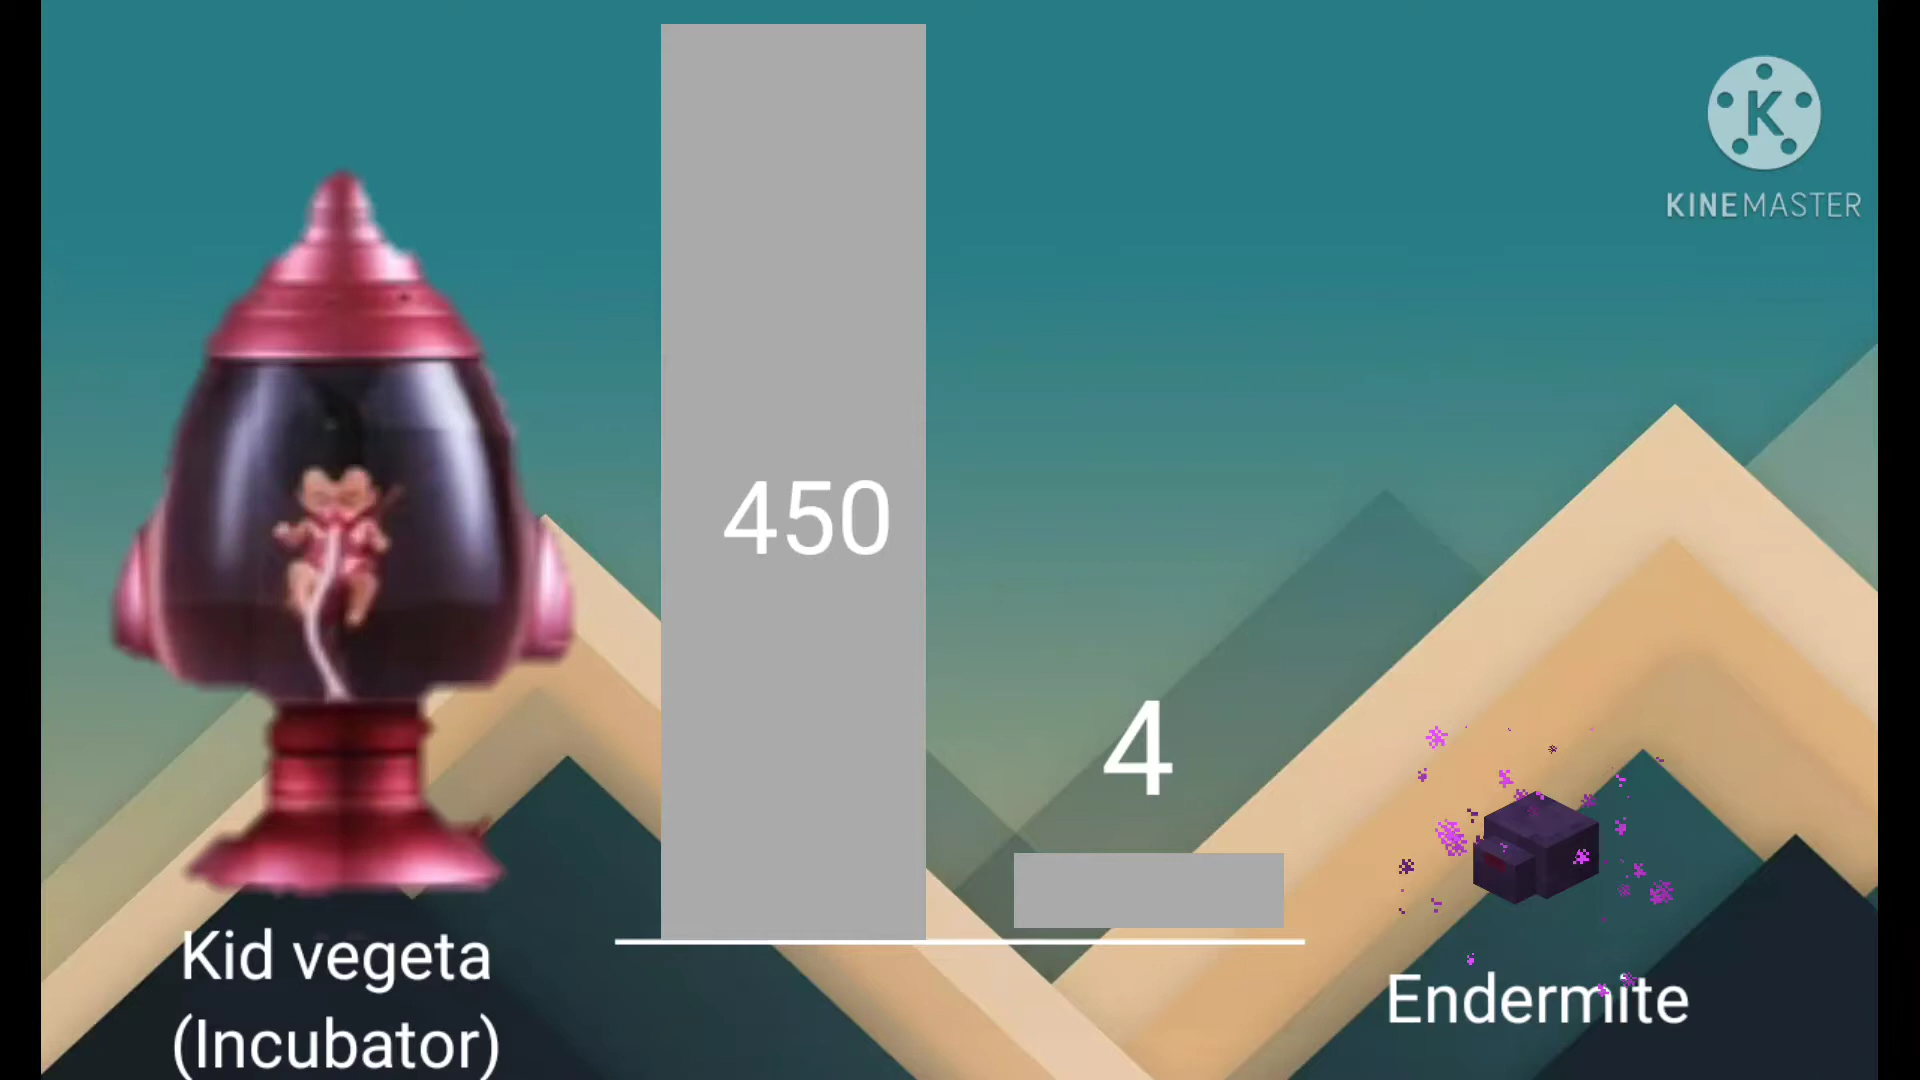 K
KINEMASTER
450
4
Kid vegeta
(Incubator)
Endermite